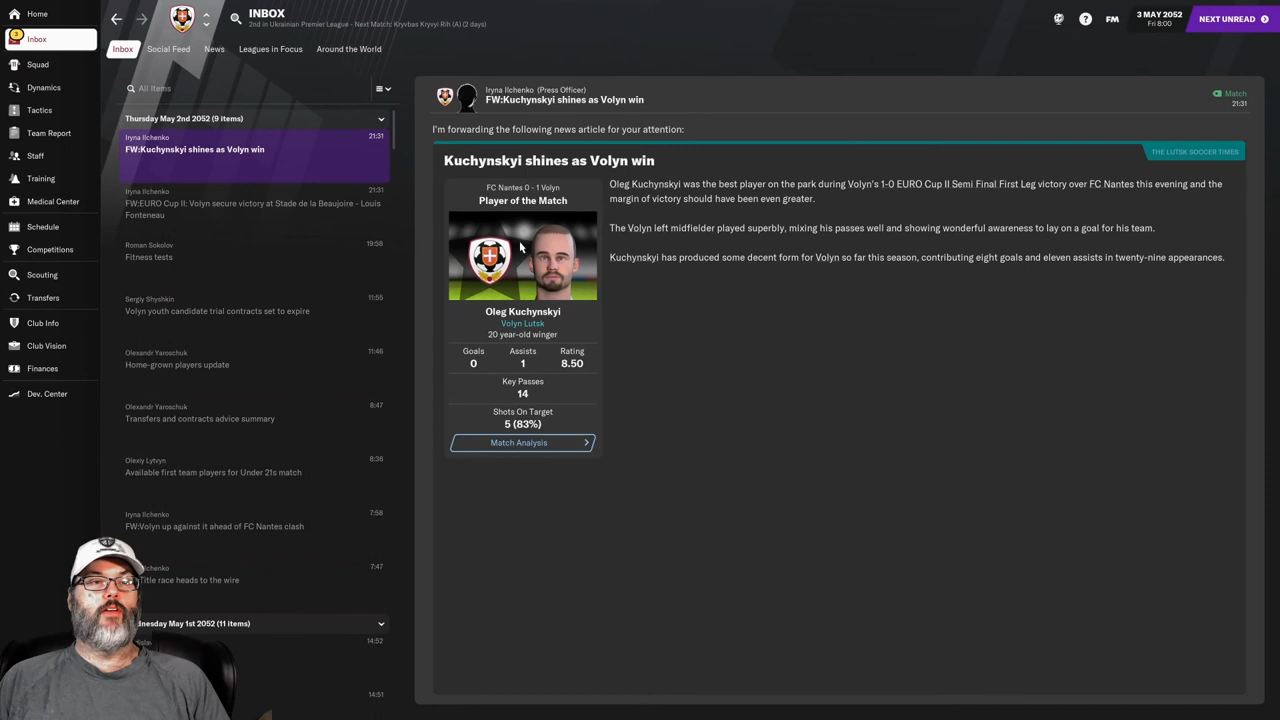 Home
Inbox
3
Squad
Dynamics
Tactics
Team Report
Staff
Training
Medical Center
Schedule
Competitions
Scouting
Transfers
Club Info
Club Vision
Finances
Dev. Center
INBOX
2nd in Ukrainian Premier League - Next Match: Kryvbas Kryvyi Rih (A) (2 days)
FM
3 MAY 2052
Fri 8:00
NEXT UNREAD
Inbox
Social Feed
News
Leagues in Focus
Around the World
All Items
Thursday May 2nd 2052 (9 items)
Iryna Ilchenko 21:31
FW:Kuchynskyi shines as Volyn win
Iryna Ilchenko 21:31
FW:EURO Cup II: Volyn secure victory at Stade de la Beaujoire - Louis
Fonteneau
Roman Sokolov 19:58
Fitness tests
Sergiy Shyshkin 11:55
Volyn youth candidate trial contracts set to expire
Olexandr Yaroschuk 11:46
Home-grown players update
Olexandr Yaroschuk 8:47
Transfers and contracts advice summary
Olexiy Lytvyn 8:36
Available first team players for Under 21s match
Iryna Ilchenko 7:58
FW:Volyn up against it ahead of FC Nantes clash
Ilchenko 7:47
Title race heads to the wire
dnesday May 1st 2052 (11 items)
14:52
14:51
Iryna Ilchenko (Press Officer)
FW:Kuchynskyi shines as Volyn win
Match
21:31
I'm forwarding the following news article for your attention:
THE LUTSK SOCCER TIMES
Kuchynskyi shines as Volyn win
FC Nantes 0 - 1 Volyn
Player of the Match
Oleg Kuchynskyi
Volyn Lutsk
20 year-old winger
Goals Assists Rating
0 1 8.50
Key Passes
14
Shots On Target
5 (83%)
Match Analysis
Oleg Kuchynskyi was the best player on the park during Volyn's 1-0 EURO Cup II Semi Final First Leg victory over FC Nantes this evening and the
margin of victory should have been even greater.
The Volyn left midfielder played superbly, mixing his passes well and showing wonderful awareness to lay on a goal for his team.
Kuchynskyi has produced some decent form for Volyn so far this season, contributing eight goals and eleven assists in twenty-nine appearances.